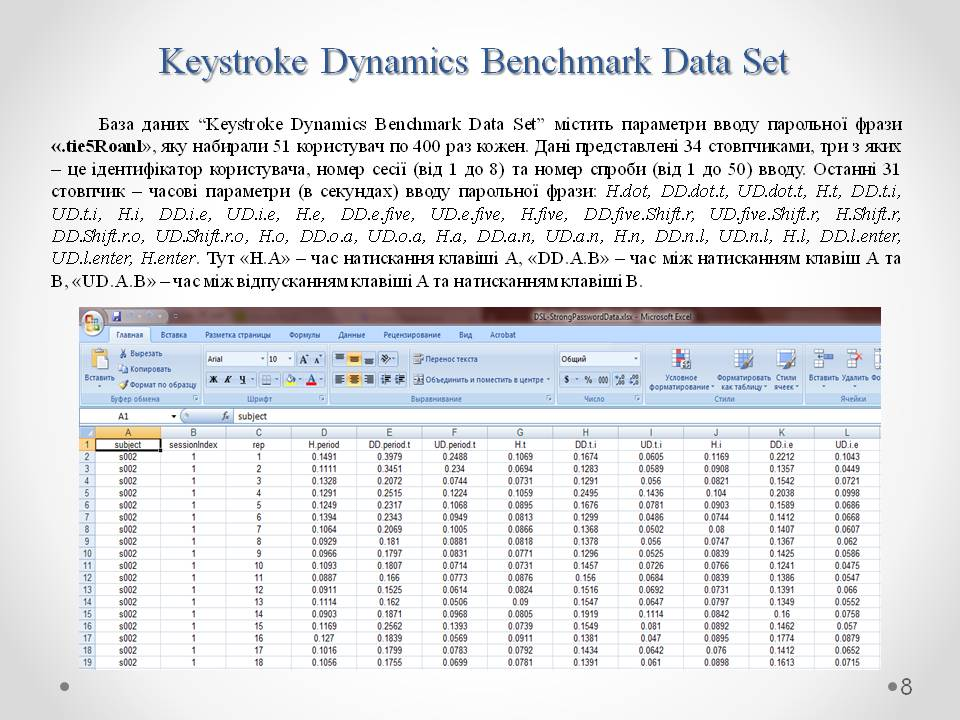 Keystroke Dynamics Benchmark Data Set
База даних “Keystroke Dynamics Benchmark Data Set” містить параметри вводу парольної фрази
«.tie5Roanl», яку набирали 51 користувач по 400 раз кожен. Дані представлені 34 стовпчиками, три з яких
– це ідентифікатор користувача, номер сесії (від 1 до 8) та номер спроби (від 1 до 50) вводу. Останні 31
стовпчик – часові параметри (в секундах) вводу парольної фрази: H.dot, DD.dot.t, UD.dot.t, H.t, DD.t.i,
UD.t.i, H.i, DD.i.e, UD.i.e, H.e, DD.e.five, UD.e.five, H.five, DD.five.Shift.r, UD.five.Shift.r, H.Shift.r,
DD.Shift.r.o, UD.Shift.r.o, H.o, DD.o.a, UD.o.a, H.a, DD.a.n, UD.a.n, H.n, DD.n.l, UD.n.l, H.l, DD.l.enter,
UD.l.enter, H.enter. Тут «H.A» – час натискання клавіші A, «DD.A.B» – час між натисканням клавіш A та
B, «UD.A.B» – час між відпусканням клавіші A та натисканням клавіші B.
DSL-StrongPasswordData.xlsx - Microsoft Excel
Главная Вставка Разметка страницы Формулы Данные Рецензирование Вид Acrobat
Вставить Вырезать Копировать Формат по образцу Arial 10 Ж К Ч Перенос текста Объединить и поместить в центре Общий % 000 Условное форматирование Форматировать как таблицу Стили ячеек Вставить Удалить Фо
Буфер обмена Шрифт Выравнивание Число Стили Ячейки
A1 fx subject
A B C D E F G H I J K L
1 subject sessionIndex rep H.period DD.period.t UD.period.t H.t DD.t.i UD.t.i H.i DD.i.e UD.i.e
2 s002 1 1 0.1491 0.3979 0.2488 0.1069 0.1674 0.0605 0.1169 0.2212 0.1043
3 s002 1 2 0.1111 0.3451 0.234 0.0694 0.1283 0.0589 0.0908 0.1357 0.0449
4 s002 1 3 0.1328 0.2072 0.0744 0.0731 0.1291 0.056 0.0821 0.1542 0.0721
5 s002 1 4 0.1291 0.2515 0.1224 0.1059 0.2495 0.1436 0.104 0.2038 0.0998
6 s002 1 5 0.1249 0.2317 0.1068 0.0895 0.1676 0.0781 0.0903 0.1589 0.0686
7 s002 1 6 0.1394 0.2343 0.0949 0.0813 0.1299 0.0486 0.0744 0.1412 0.0668
8 s002 1 7 0.1064 0.2069 0.1005 0.0866 0.1368 0.0502 0.08 0.1407 0.0607
9 s002 1 8 0.0929 0.181 0.0881 0.0818 0.1378 0.056 0.0747 0.1367 0.062
10 s002 1 9 0.0966 0.1797 0.0831 0.0771 0.1296 0.0525 0.0839 0.1425 0.0586
11 s002 1 10 0.1093 0.1807 0.0714 0.0731 0.1457 0.0726 0.0766 0.1241 0.0475
12 s002 1 11 0.0887 0.166 0.0773 0.0876 0.156 0.0684 0.0839 0.1386 0.0547
13 s002 1 12 0.0911 0.1525 0.0614 0.0824 0.1516 0.0692 0.0731 0.1391 0.066
14 s002 1 13 0.1114 0.162 0.0506 0.09 0.1547 0.0647 0.0797 0.1349 0.0552
15 s002 1 14 0.0903 0.1871 0.0968 0.0805 0.1919 0.1114 0.0842 0.16 0.0758
16 s002 1 15 0.1169 0.2562 0.1393 0.0739 0.1549 0.081 0.0892 0.1462 0.057
17 s002 1 16 0.127 0.1839 0.0569 0.0911 0.1381 0.047 0.0895 0.1774 0.0879
18 s002 1 17 0.1016 0.1799 0.0783 0.0792 0.1434 0.0642 0.076 0.1412 0.0652
19 s002 1 18 0.1056 0.1755 0.0699 0.0781 0.1391 0.061 0.0898 0.1613 0.0715
8